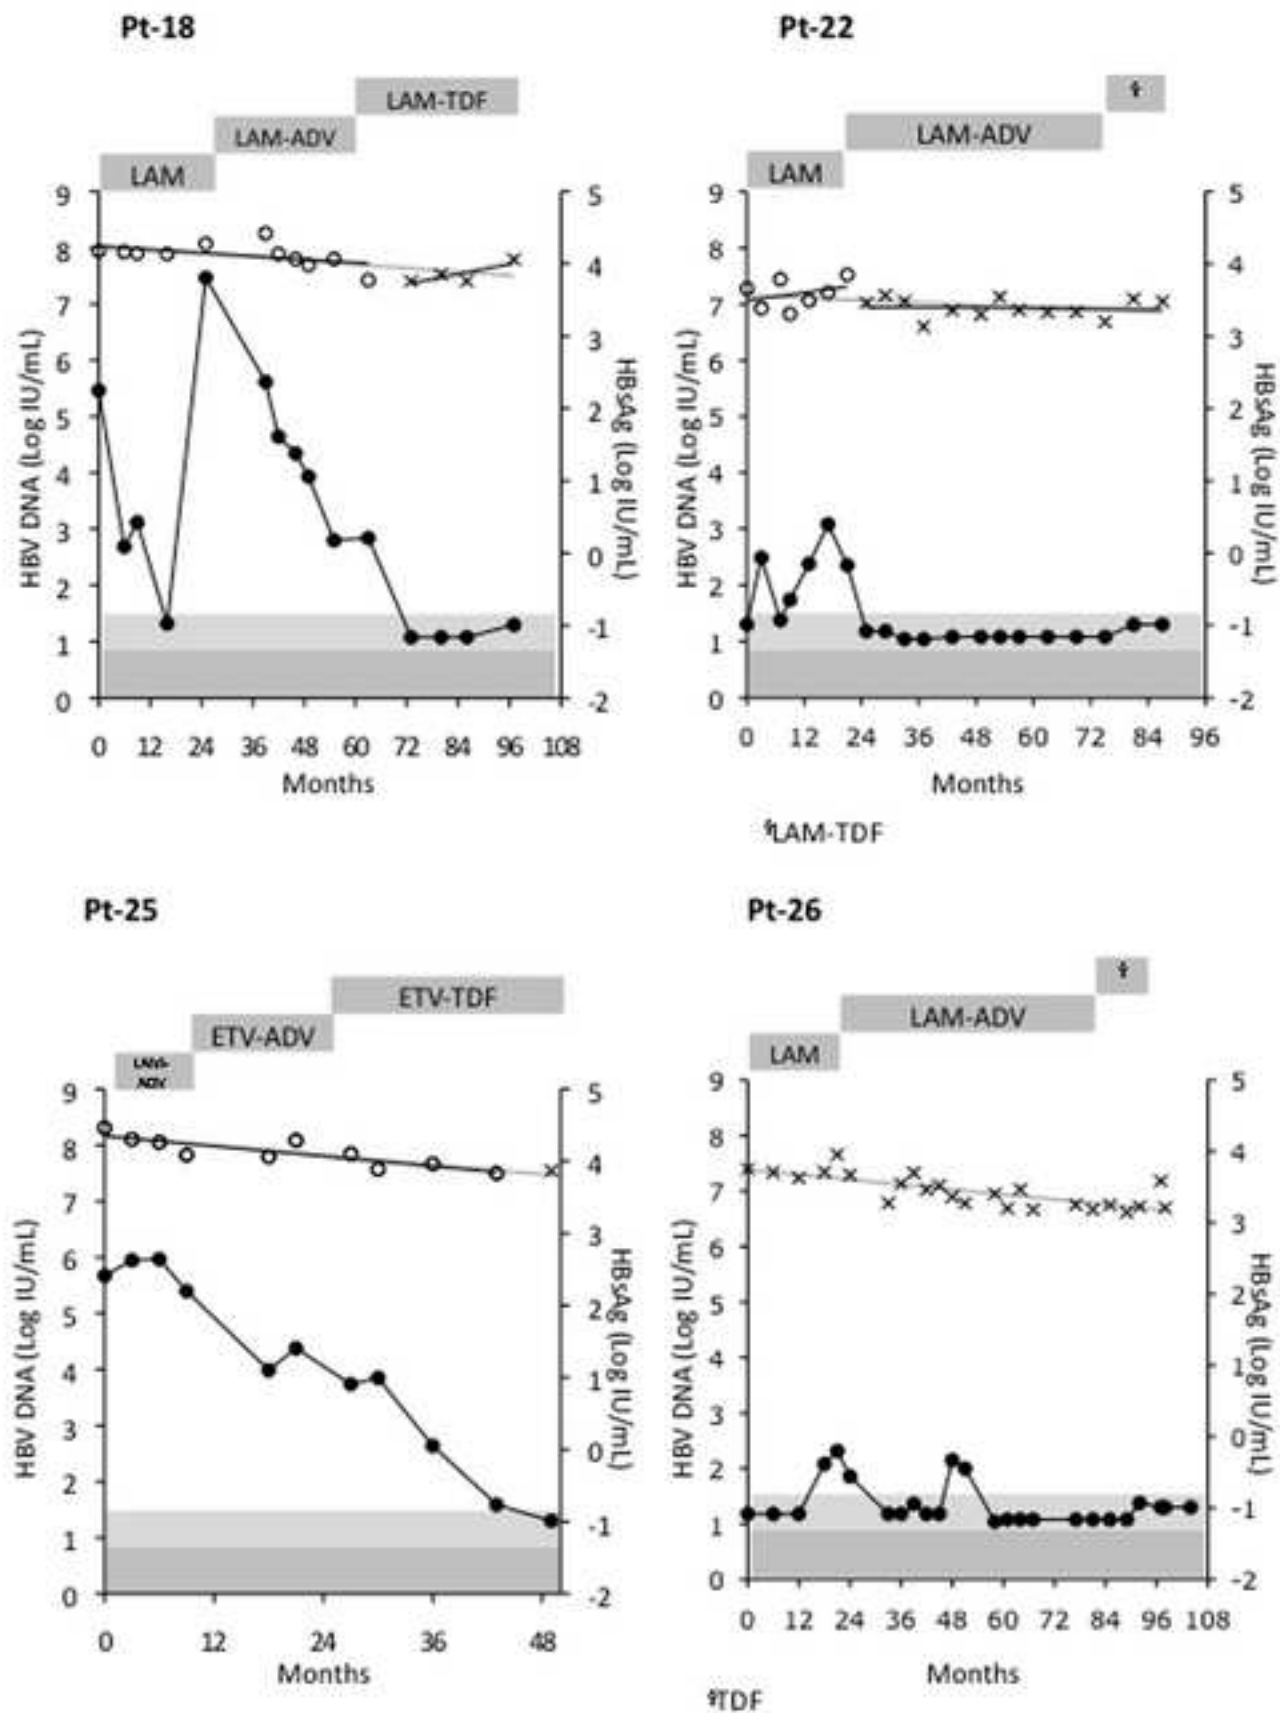 Pt-18
LAM-TDF
LAM-ADV
LAM
9
8
7
6
5
4
3
2
1
0
HBV DNA (Log IU/mL)
5
4
3
2
1
0
-1
-2
HBsAg (Log IU/mL)
0 12 24 36 48 60 72 84 96 108
Months
Pt-22
§
LAM-ADV
LAM
9
8
7
6
5
4
3
2
1
0
HBV DNA (Log IU/mL)
5
4
3
2
1
0
-1
-2
HBsAg (Log IU/mL)
0 12 24 36 48 60 72 84 96
Months
§LAM-TDF
Pt-25
ETV-TDF
ETV-ADV
LAM-
ADV
9
8
7
6
5
4
3
2
1
0
HBV DNA (Log IU/mL)
5
4
3
2
1
0
-1
-2
HBsAg (Log IU/mL)
0 12 24 36 48
Months
Pt-26
§
LAM-ADV
LAM
9
8
7
6
5
4
3
2
1
0
HBV DNA (Log IU/mL)
5
4
3
2
1
0
-1
-2
HBsAg (Log IU/mL)
0 12 24 36 48 60 72 84 96 108
Months
§TDF